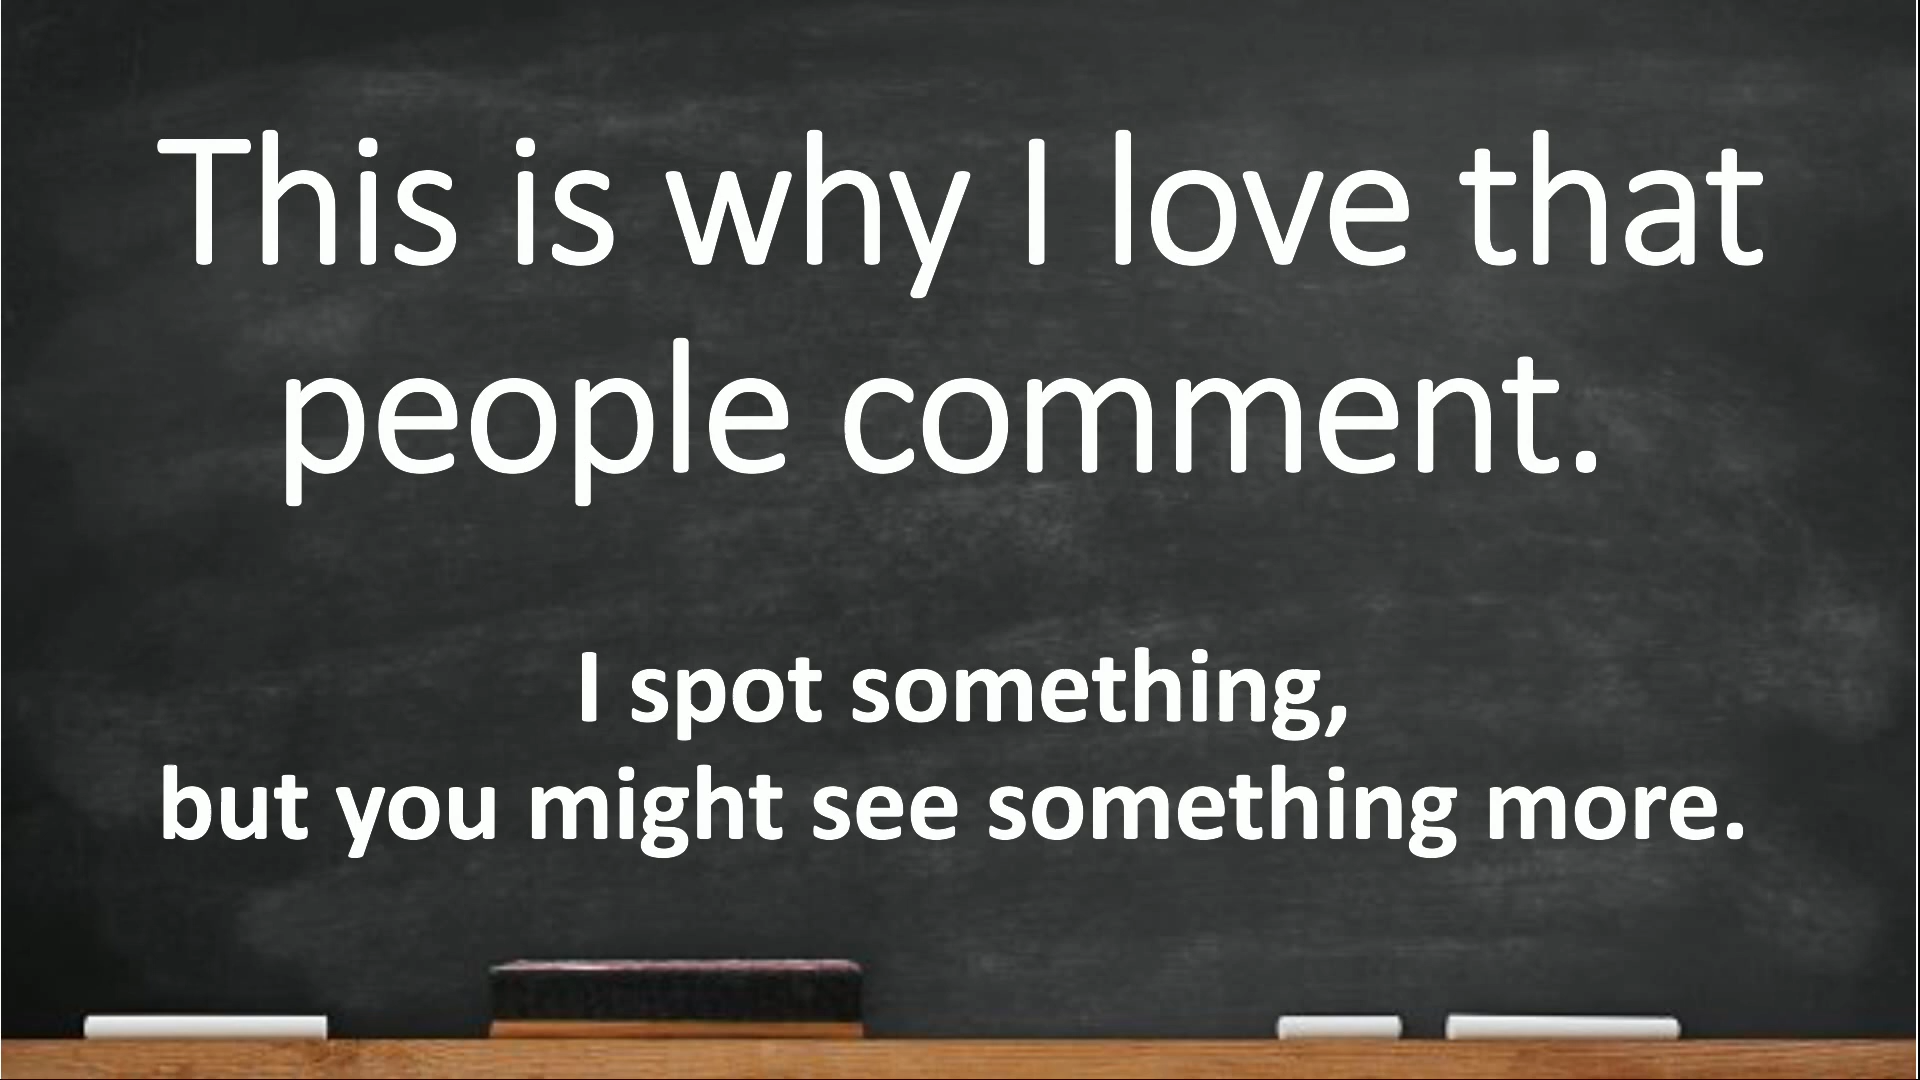 This is why I love that
people comment.
I spot something,
but you might see something more.